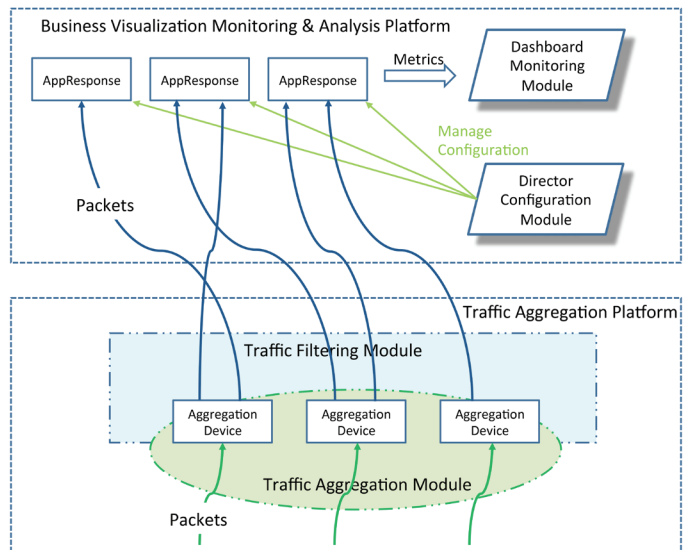 Business Visualization Monitoring & Analysis Platform
AppResponse
AppResponse
AppResponse
Metrics
Dashboard
Monitoring
Module
Manage
Configuration
Director
Configuration
Module
Packets
Traffic Aggregation Platform
Traffic Filtering Module
Aggregation
Device
Aggregation
Device
Aggregation
Device
Traffic Aggregation Module
Packets